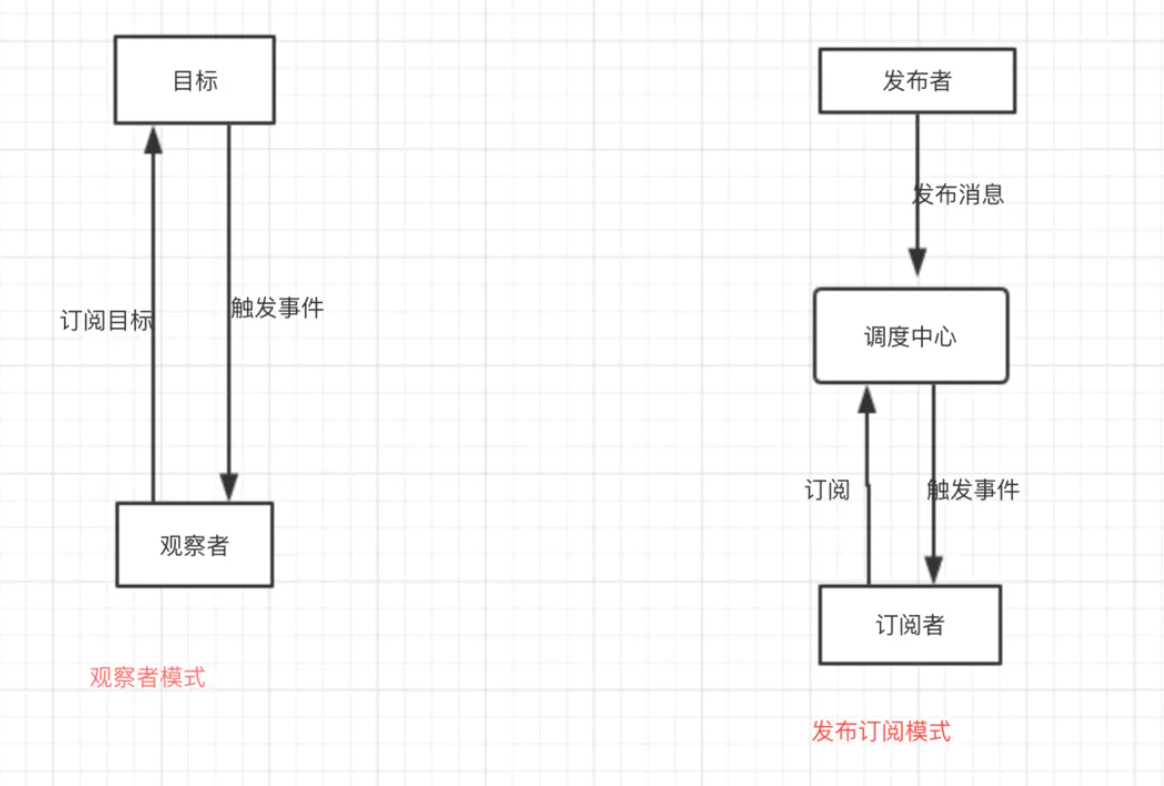 目标
订阅目标
触发事件
观察者
观察者模式
发布者
发布消息
调度中心
订阅
触发事件
订阅者
发布订阅模式